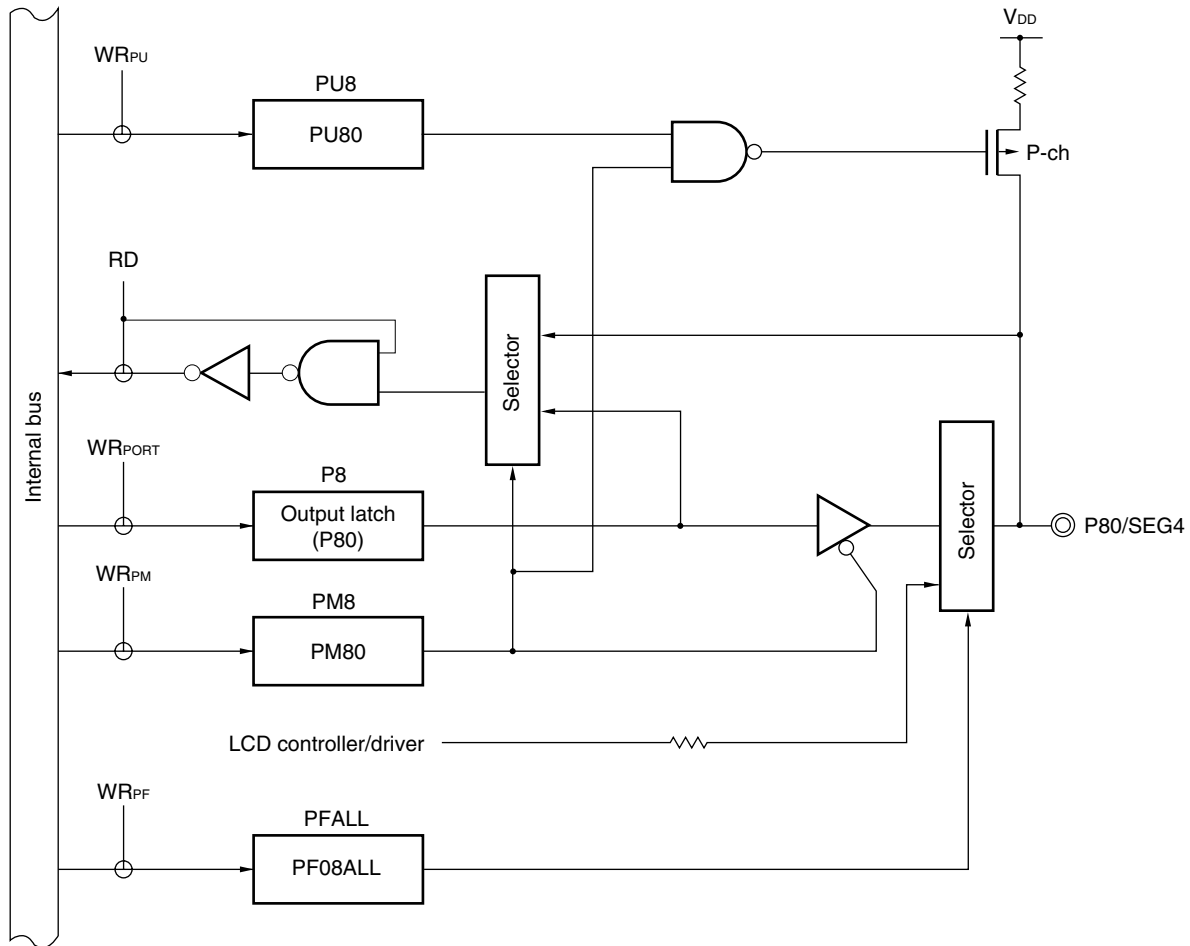 VDD
WRPU
PU8
PU80
P-ch
RD
Selector
Internal bus
WRPORT
P8
Output latch
(P80)
Selector
P80/SEG4
WRPM
PM8
PM80
LCD controller/driver
WRPF
PFALL
PF08ALL